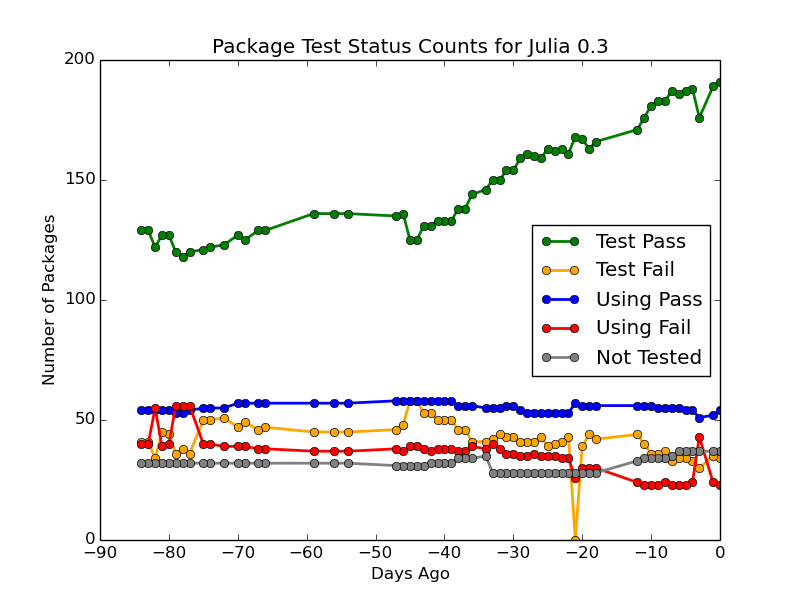 Package Test Status Counts for Julia 0.3
200
150
100
50
0
Number of Packages
Test Pass
Test Fail
Using Pass
Using Fail
Not Tested
−90 −80 −70 −60 −50 −40 −30 −20 −10 0
Days Ago